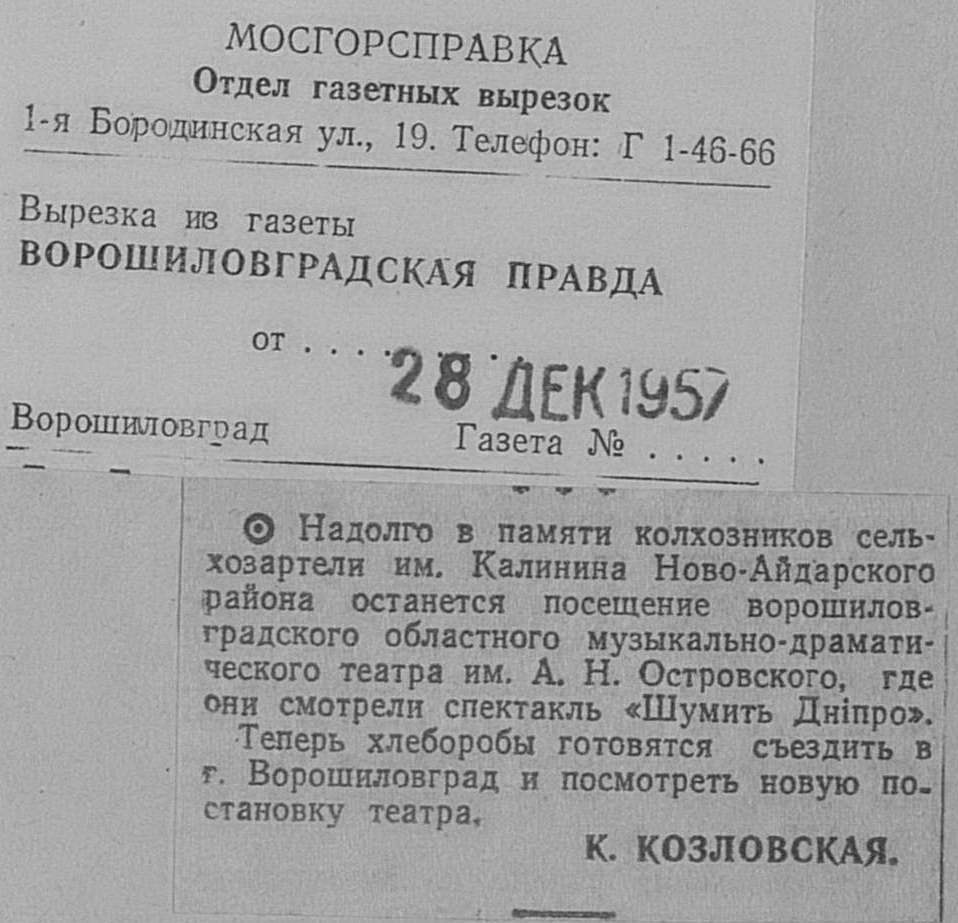 МОСГОРСПРАВКА
Отдел газетных вырезок
1-я Бородинская ул., 19. Телефон: Г 1-46-66
Вырезка из газеты
ВОРОШИЛОВГРАДСКАЯ ПРАВДА
от . . . . . . .
28 ДЕК 1957
Ворошиловград Газета № . . . . .
Надолго в памяти колхозников сель-
хозартели им. Калинина Ново-Айдарского
района останется посещение ворошилов-
градского областного музыкально-драмати-
ческого театра им. А. Н. Островского, где
они смотрели спектакль «Шумить Дніпро».
Теперь хлеборобы готовятся съездить в
г. Ворошиловград и посмотреть новую по-
становку театра.
К. КОЗЛОВСКАЯ.